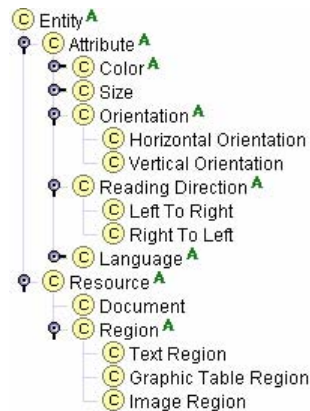 C Entity A
C Attribute A
C Color A
C Size
C Orientation A
C Horizontal Orientation
C Vertical Orientation
C Reading Direction A
C Left To Right
C Right To Left
C Language A
C Resource A
C Document
C Region A
C Text Region
C Graphic Table Region
C Image Region